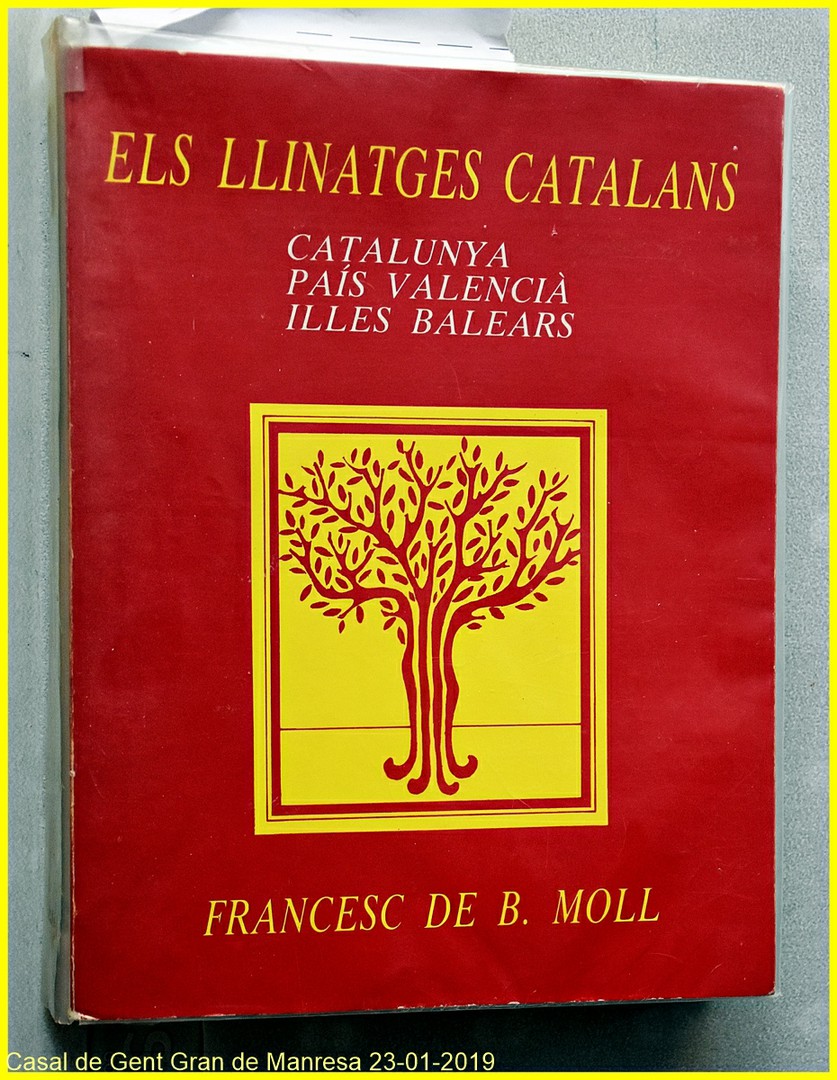 ELS LLINATGES CATALANS
CATALUNYA
PAÍS VALENCIÀ
ILLES BALEARS
FRANCESC DE B. MOLL
Casal de Gent Gran de Manresa 23-01-2019